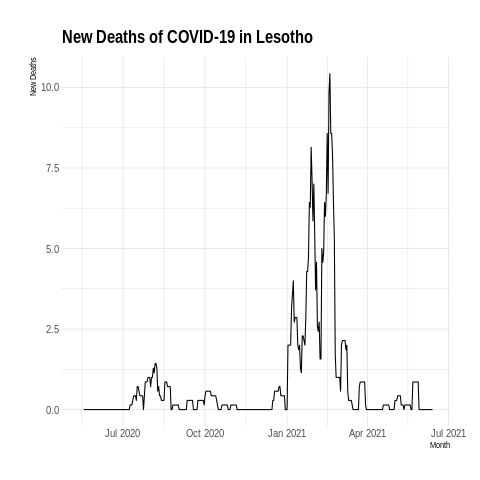 New Deaths of COVID-19 in Lesotho
New Deaths
10.0
7.5
5.0
2.5
0.0
Jul 2020 Oct 2020 Jan 2021 Apr 2021 Jul 2021
Month